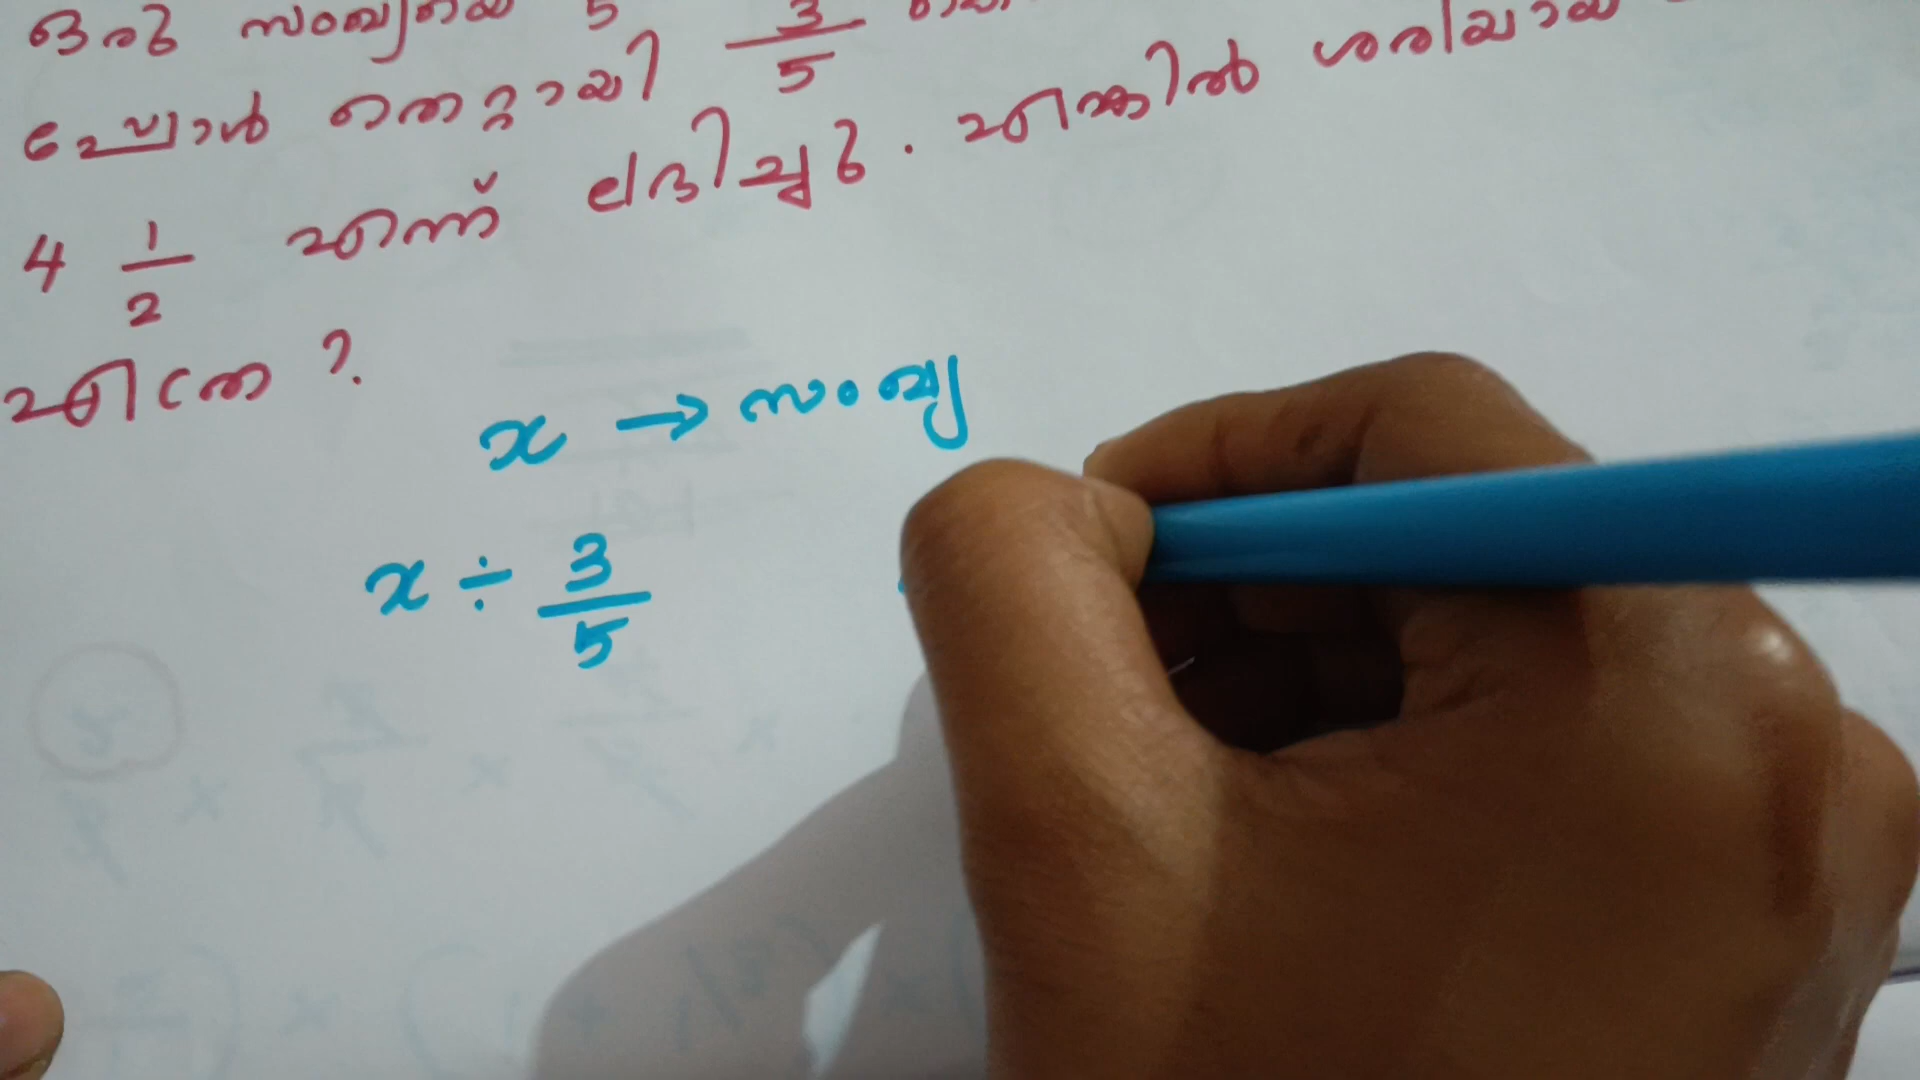 ഒരു സംഖ്യയെ 5 3/5
പ്പോൾ തെറ്റായി
4 1/2 എന്ന് ലഭിച്ചു. എങ്കിൽ ശരിയായ
എത്ര ?
x → സംഖ്യ
x ÷ 3/5